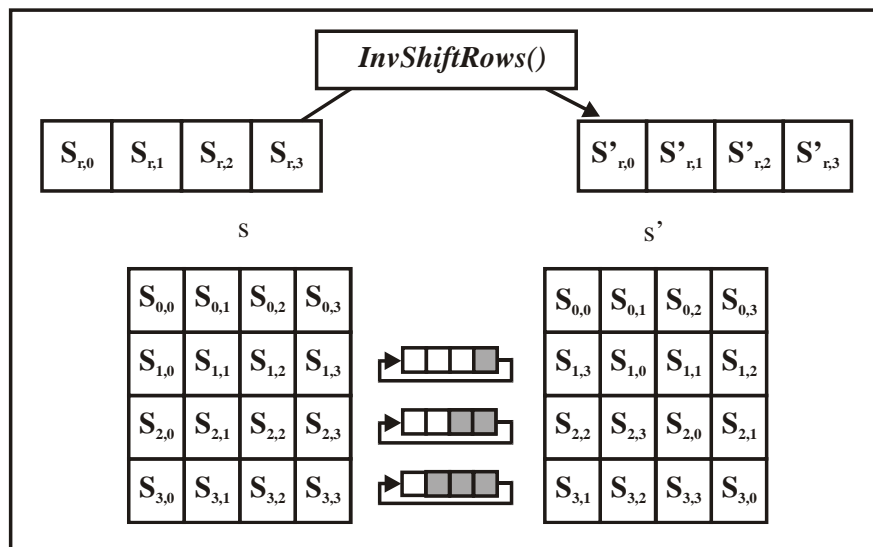 InvShiftRows()
S_{r,0} S_{r,1} S_{r,2} S_{r,3} S'_{r,0} S'_{r,1} S'_{r,2} S'_{r,3}
S S'
S_{0,0} S_{0,1} S_{0,2} S_{0,3} S_{0,0} S_{0,1} S_{0,2} S_{0,3}
S_{1,0} S_{1,1} S_{1,2} S_{1,3} S_{1,3} S_{1,0} S_{1,1} S_{1,2}
S_{2,0} S_{2,1} S_{2,2} S_{2,3} S_{2,2} S_{2,3} S_{2,0} S_{2,1}
S_{3,0} S_{3,1} S_{3,2} S_{3,3} S_{3,1} S_{3,2} S_{3,3} S_{3,0}